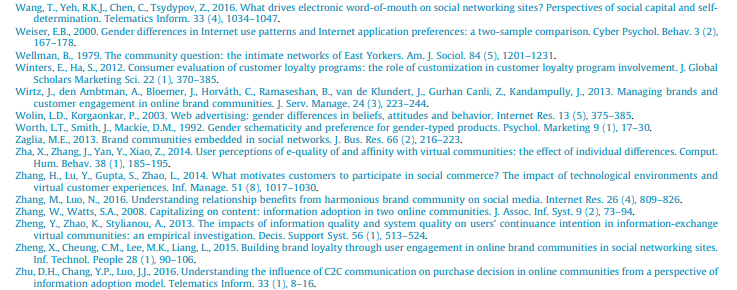 Wang, T., Yeh, R.K.J., Chen, C., Tsydypov, Z., 2016. What drives electronic word-of-mouth on social networking sites? Perspectives of social capital and self-
determination. Telematics Inform. 33 (4), 1034–1047.
Weiser, E.B., 2000. Gender differences in Internet use patterns and Internet application preferences: a two-sample comparison. Cyber Psychol. Behav. 3 (2),
167–178.
Wellman, B., 1979. The community question: the intimate networks of East Yorkers. Am. J. Sociol. 84 (5), 1201–1231.
Winters, E., Ha, S., 2012. Consumer evaluation of customer loyalty programs: the role of customization in customer loyalty program involvement. J. Global
Scholars Marketing Sci. 22 (1), 370–385.
Wirtz, J., den Ambtman, A., Bloemer, J., Horváth, C., Ramaseshan, B., van de Klundert, J., Gurhan Canli, Z., Kandampully, J., 2013. Managing brands and
customer engagement in online brand communities. J. Serv. Manage. 24 (3), 223–244.
Wolin, L.D., Korgaonkar, P., 2003. Web advertising: gender differences in beliefs, attitudes and behavior. Internet Res. 13 (5), 375–385.
Worth, L.T., Smith, J., Mackie, D.M., 1992. Gender schematicity and preference for gender-typed products. Psychol. Marketing 9 (1), 17–30.
Zaglia, M.E., 2013. Brand communities embedded in social networks. J. Bus. Res. 66 (2), 216–223.
Zha, X., Zhang, J., Yan, Y., Xiao, Z., 2014. User perceptions of e-quality of and affinity with virtual communities: the effect of individual differences. Comput.
Hum. Behav. 38 (1), 185–195.
Zhang, H., Lu, Y., Gupta, S., Zhao, L., 2014. What motivates customers to participate in social commerce? The impact of technological environments and
virtual customer experiences. Inf. Manage. 51 (8), 1017–1030.
Zhang, M., Luo, N., 2016. Understanding relationship benefits from harmonious brand community on social media. Internet Res. 26 (4), 809–826.
Zhang, W., Watts, S.A., 2008. Capitalizing on content: information adoption in two online communities. J. Assoc. Inf. Syst. 9 (2), 73–94.
Zheng, Y., Zhao, K., Stylianou, A., 2013. The impacts of information quality and system quality on users' continuance intention in information-exchange
virtual communities: an empirical investigation. Decis. Support Syst. 56 (1), 513–524.
Zheng, X., Cheung, C.M., Lee, M.K., Liang, L., 2015. Building brand loyalty through user engagement in online brand communities in social networking sites.
Inf. Technol. People 28 (1), 90–106.
Zhu, D.H., Chang, Y.P., Luo, J.J., 2016. Understanding the influence of C2C communication on purchase decision in online communities from a perspective of
information adoption model. Telematics Inform. 33 (1), 8–16.